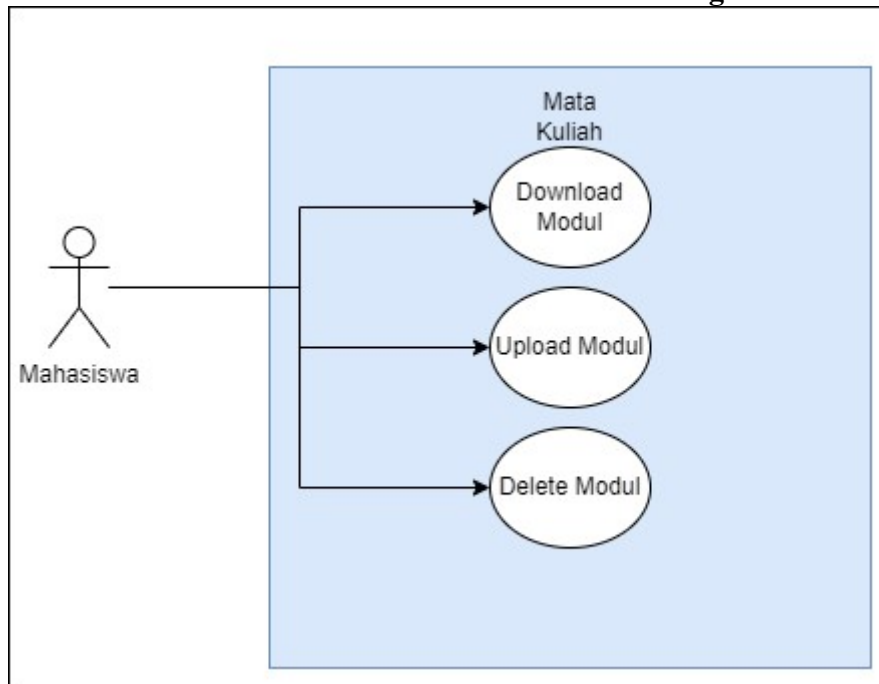 Mata
Kuliah
Download
Modul
Upload Modul
Delete Modul
Mahasiswa